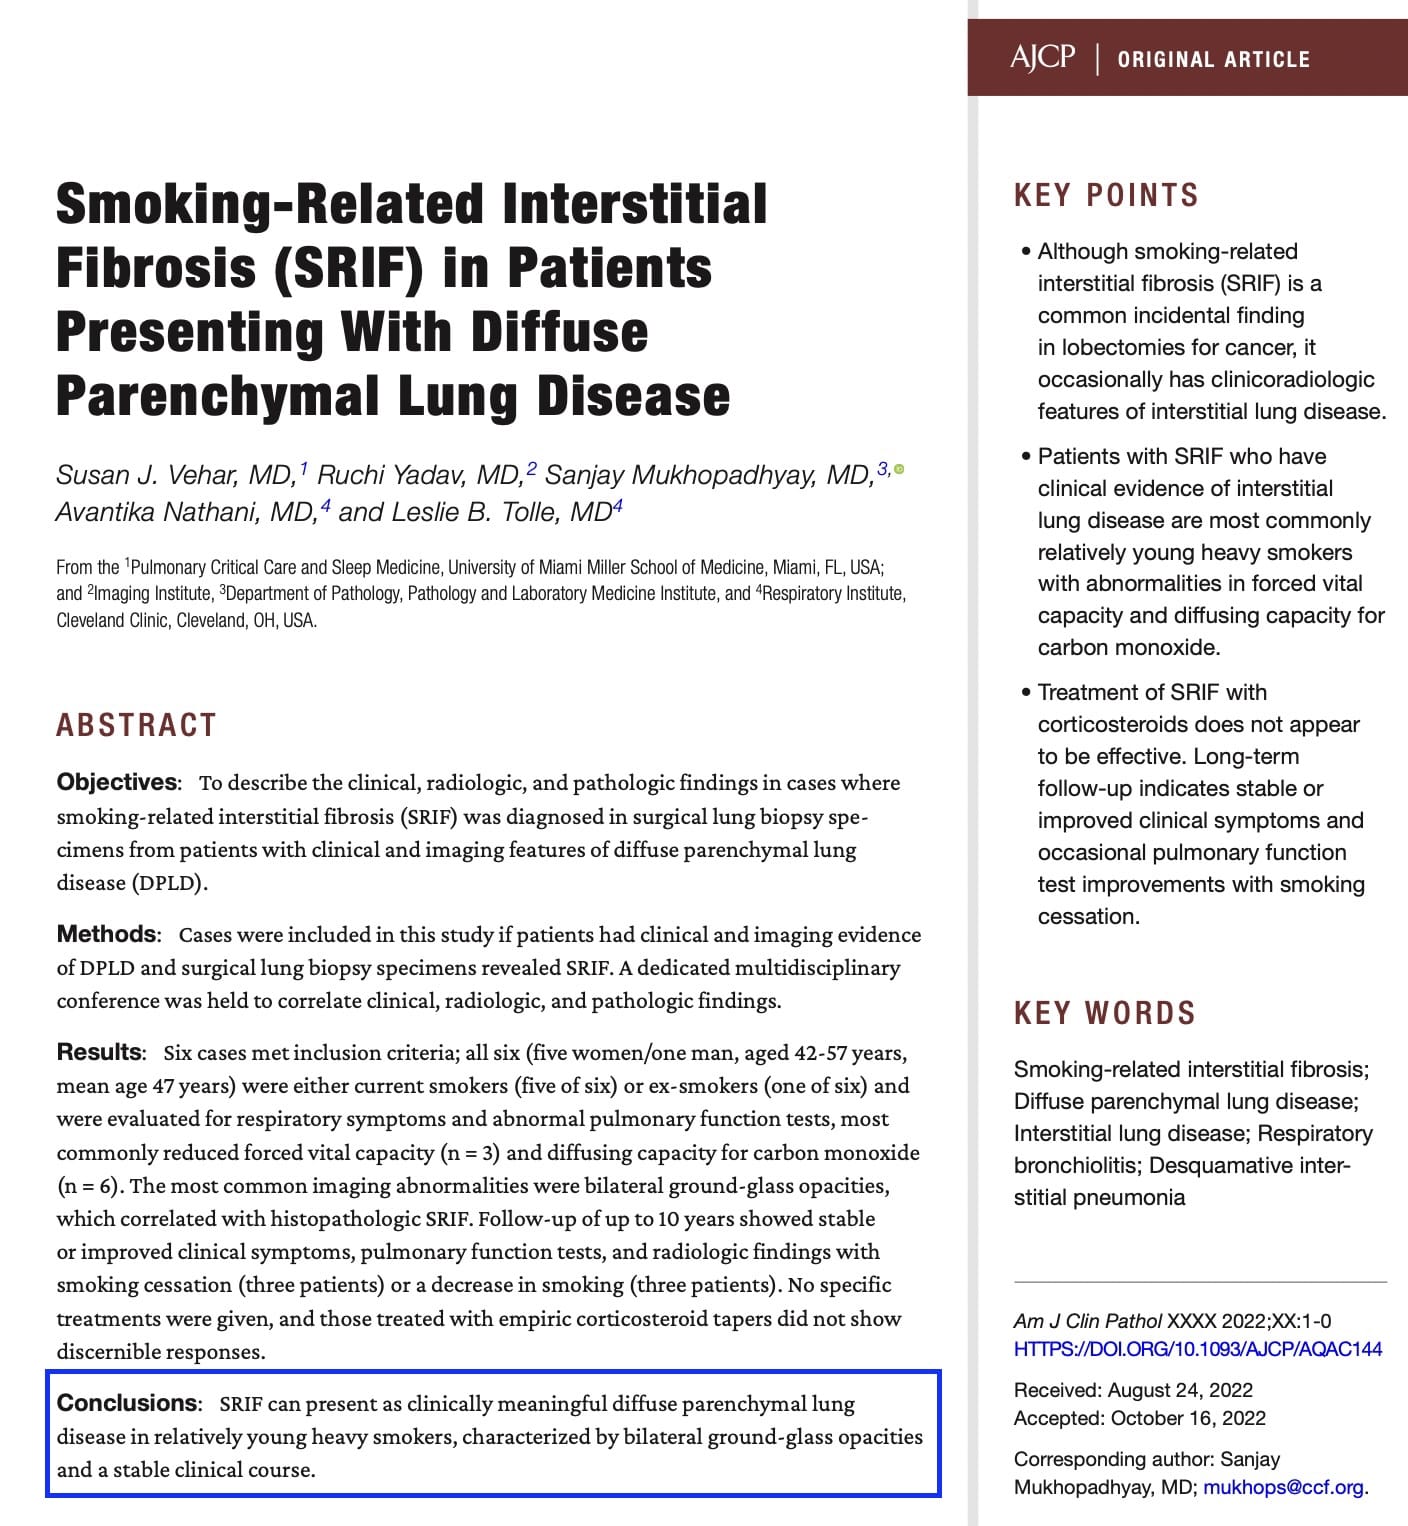 AJCP | ORIGINAL ARTICLE
Smoking-Related Interstitial
Fibrosis (SRIF) in Patients
Presenting With Diffuse
Parenchymal Lung Disease
Susan J. Vehar, MD,1 Ruchi Yadav, MD,2 Sanjay Mukhopadhyay, MD,3,
Avantika Nathani, MD,4 and Leslie B. Tolle, MD4
From the 1Pulmonary Critical Care and Sleep Medicine, University of Miami Miller School of Medicine, Miami, FL, USA;
and 2Imaging Institute, 3Department of Pathology, Pathology and Laboratory Medicine Institute, and 4Respiratory Institute,
Cleveland Clinic, Cleveland, OH, USA.
ABSTRACT
Objectives: To describe the clinical, radiologic, and pathologic findings in cases where
smoking-related interstitial fibrosis (SRIF) was diagnosed in surgical lung biopsy spe-
cimens from patients with clinical and imaging features of diffuse parenchymal lung
disease (DPLD).
Methods: Cases were included in this study if patients had clinical and imaging evidence
of DPLD and surgical lung biopsy specimens revealed SRIF. A dedicated multidisciplinary
conference was held to correlate clinical, radiologic, and pathologic findings.
Results: Six cases met inclusion criteria; all six (five women/one man, aged 42-57 years,
mean age 47 years) were either current smokers (five of six) or ex-smokers (one of six) and
were evaluated for respiratory symptoms and abnormal pulmonary function tests, most
commonly reduced forced vital capacity (n = 3) and diffusing capacity for carbon monoxide
(n = 6). The most common imaging abnormalities were bilateral ground-glass opacities,
which correlated with histopathologic SRIF. Follow-up of up to 10 years showed stable
or improved clinical symptoms, pulmonary function tests, and radiologic findings with
smoking cessation (three patients) or a decrease in smoking (three patients). No specific
treatments were given, and those treated with empiric corticosteroid tapers did not show
discernible responses.
Conclusions: SRIF can present as clinically meaningful diffuse parenchymal lung
disease in relatively young heavy smokers, characterized by bilateral ground-glass opacities
and a stable clinical course.
KEY POINTS
• Although smoking-related
interstitial fibrosis (SRIF) is a
common incidental finding
in lobectomies for cancer, it
occasionally has clinicoradiologic
features of interstitial lung disease.
• Patients with SRIF who have
clinical evidence of interstitial
lung disease are most commonly
relatively young heavy smokers
with abnormalities in forced vital
capacity and diffusing capacity for
carbon monoxide.
• Treatment of SRIF with
corticosteroids does not appear
to be effective. Long-term
follow-up indicates stable or
improved clinical symptoms and
occasional pulmonary function
test improvements with smoking
cessation.
KEY WORDS
Smoking-related interstitial fibrosis;
Diffuse parenchymal lung disease;
Interstitial lung disease; Respiratory
bronchiolitis; Desquamative inter-
stitial pneumonia
Am J Clin Pathol XXXX 2022;XX:1-0
HTTPS://DOI.ORG/10.1093/AJCP/AQAC144
Received: August 24, 2022
Accepted: October 16, 2022
Corresponding author: Sanjay
Mukhopadhyay, MD; mukhops@ccf.org.